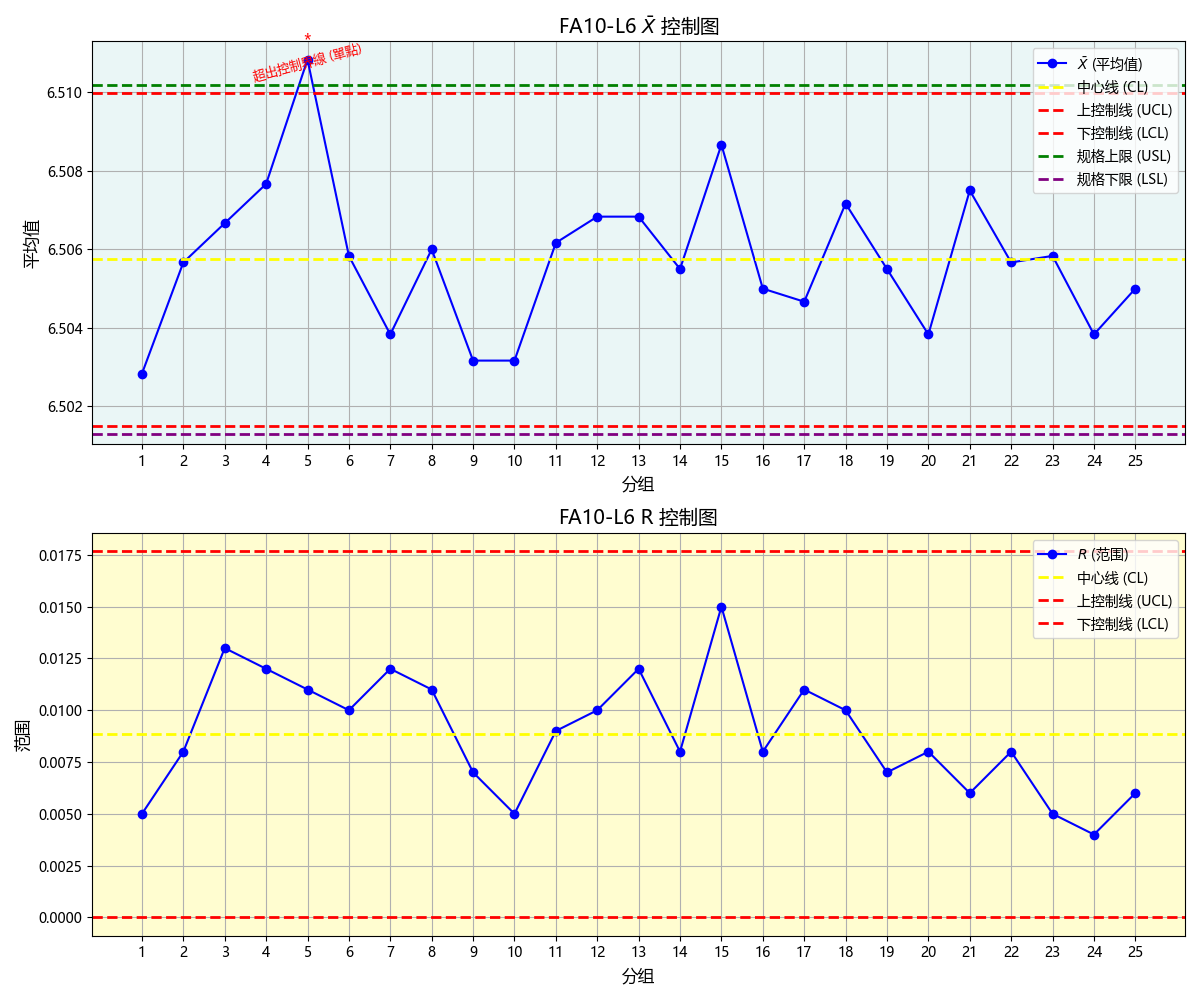 FA10-L6 X̄ 控制图
*
超出控制界線 (單點)
X̄ (平均值)
中心线 (CL)
上控制线 (UCL)
下控制线 (LCL)
规格上限 (USL)
规格下限 (LSL)
平均值
6.510
6.508
6.506
6.504
6.502
1 2 3 4 5 6 7 8 9 10 11 12 13 14 15 16 17 18 19 20 21 22 23 24 25
分组
FA10-L6 R 控制图
R (范围)
中心线 (CL)
上控制线 (UCL)
下控制线 (LCL)
范围
0.0175
0.0150
0.0125
0.0100
0.0075
0.0050
0.0025
0.0000
1 2 3 4 5 6 7 8 9 10 11 12 13 14 15 16 17 18 19 20 21 22 23 24 25
分组